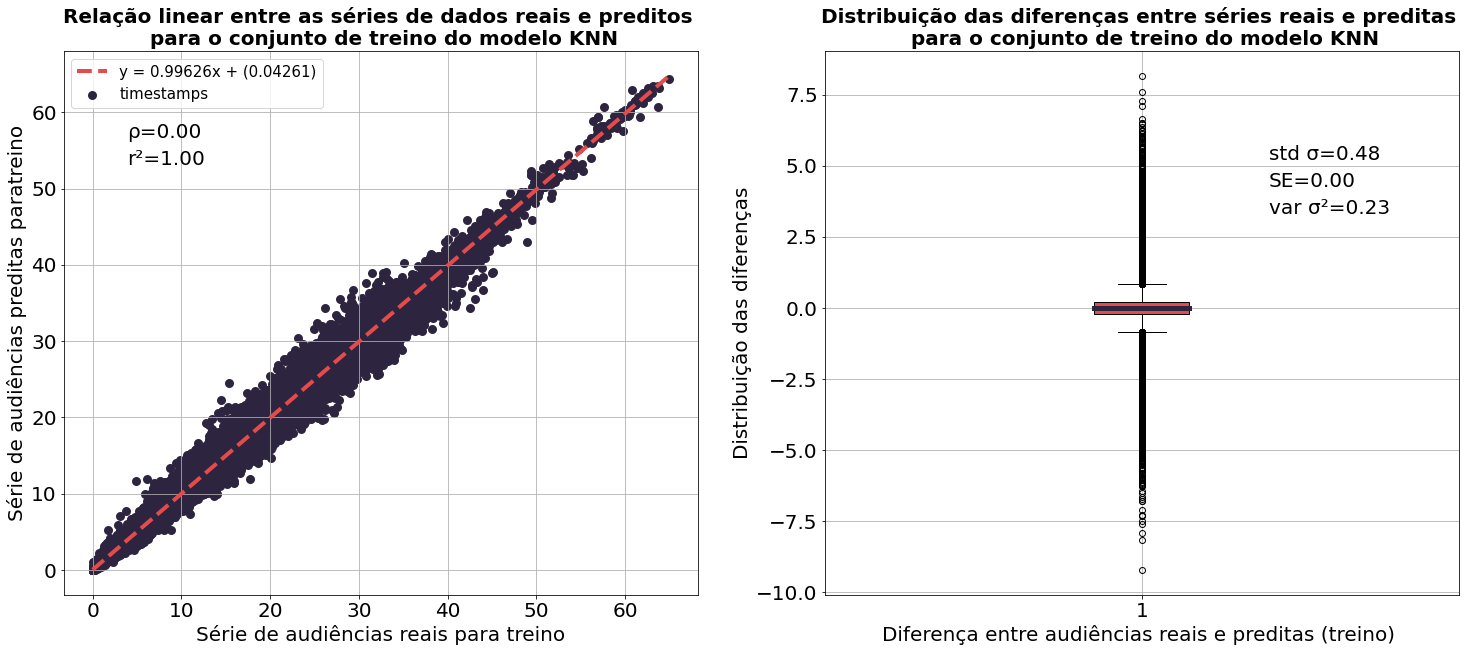 Relação linear entre as séries de dados reais e preditos
para o conjunto de treino do modelo KNN
y = 0.99626x + (0.04261)
timestamps
ρ=0.00
r²=1.00
60
50
40
30
20
10
0
Série de audiências preditas paratreino
0 10 20 30 40 50 60
Série de audiências reais para treino
Distribuição das diferenças entre séries reais e preditas
para o conjunto de treino do modelo KNN
std σ=0.48
SE=0.00
var σ²=0.23
7.5
5.0
2.5
0.0
−2.5
−5.0
−7.5
−10.0
Distribuição das diferenças
1
Diferença entre audiências reais e preditas (treino)